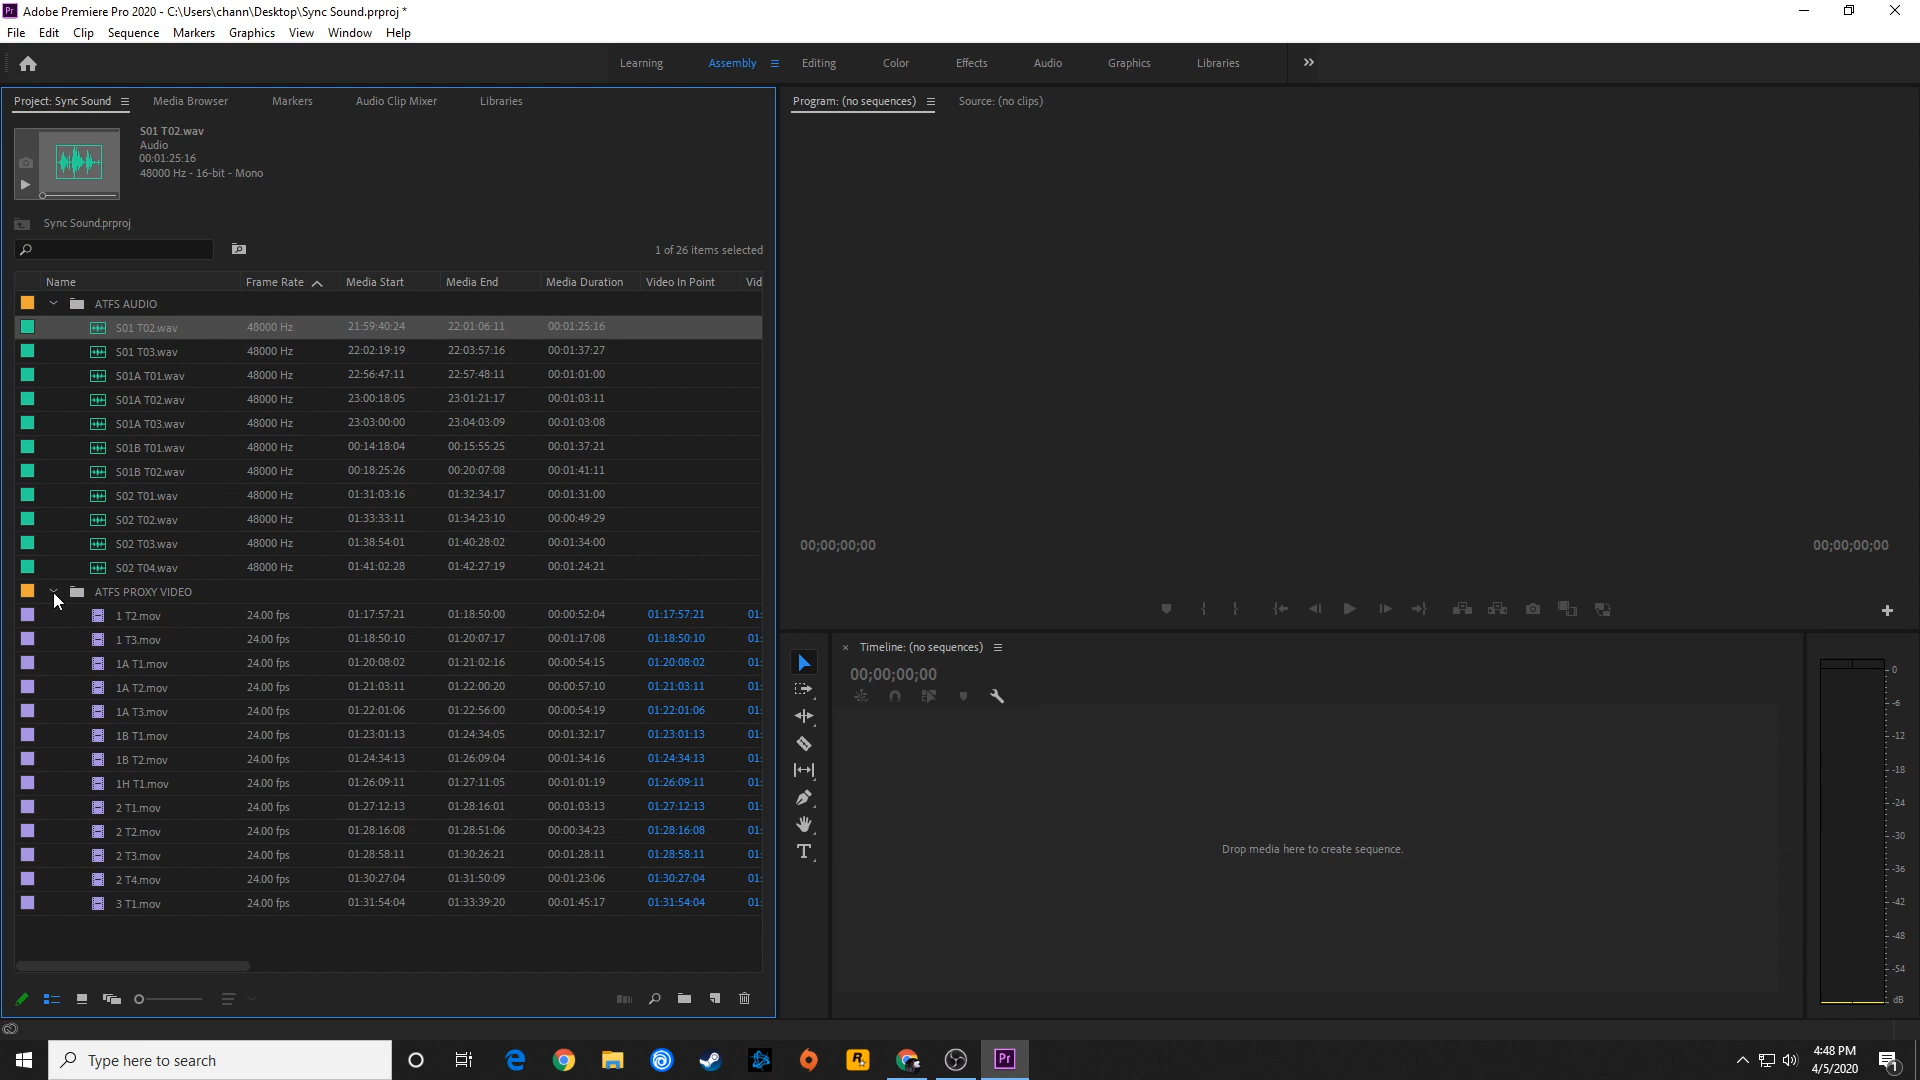 Pr Adobe Premiere Pro 2020 - C:\Users\chann\Desktop\Sync Sound.prproj *
File Edit Clip Sequence Markers Graphics View Window Help
Learning Assembly Editing Color Effects Audio Graphics Libraries
Project: Sync Sound Media Browser Markers Audio Clip Mixer Libraries
Program: (no sequences) Source: (no clips)
S01 T02.wav
Audio
00:01:25:16
48000 Hz - 16-bit - Mono
Sync Sound.prproj
1 of 26 items selected
Name Frame Rate Media Start Media End Media Duration Video In Point Vid
ATFS AUDIO
S01 T02.wav 48000 Hz 21:59:40:24 22:01:06:11 00:01:25:16
S01 T03.wav 48000 Hz 22:02:19:19 22:03:57:16 00:01:37:27
S01A T01.wav 48000 Hz 22:56:47:11 22:57:48:11 00:01:01:00
S01A T02.wav 48000 Hz 23:00:18:05 23:01:21:17 00:01:03:11
S01A T03.wav 48000 Hz 23:03:00:00 23:04:03:09 00:01:03:08
S01B T01.wav 48000 Hz 00:14:18:04 00:15:55:25 00:01:37:21
S01B T02.wav 48000 Hz 00:18:25:26 00:20:07:08 00:01:41:11
S02 T01.wav 48000 Hz 01:31:03:16 01:32:34:17 00:01:31:00
S02 T02.wav 48000 Hz 01:33:33:11 01:34:23:10 00:00:49:29
S02 T03.wav 48000 Hz 01:38:54:01 01:40:28:02 00:01:34:00
S02 T04.wav 48000 Hz 01:41:02:28 01:42:27:19 00:01:24:21
ATFS PROXY VIDEO
1 T2.mov 24.00 fps 01:17:57:21 01:18:50:00 00:00:52:04 01:17:57:21 01:
1 T3.mov 24.00 fps 01:18:50:10 01:20:07:17 00:01:17:08 01:18:50:10 01:
1A T1.mov 24.00 fps 01:20:08:02 01:21:02:16 00:00:54:15 01:20:08:02 01:
1A T2.mov 24.00 fps 01:21:03:11 01:22:00:20 00:00:57:10 01:21:03:11 01:
1A T3.mov 24.00 fps 01:22:01:06 01:22:56:00 00:00:54:19 01:22:01:06 01:
1B T1.mov 24.00 fps 01:23:01:13 01:24:34:05 00:01:32:17 01:23:01:13 01:
1B T2.mov 24.00 fps 01:24:34:13 01:26:09:04 00:01:34:16 01:24:34:13 01:
1H T1.mov 24.00 fps 01:26:09:11 01:27:11:05 00:01:01:19 01:26:09:11 01:
2 T1.mov 24.00 fps 01:27:12:13 01:28:16:01 00:01:03:13 01:27:12:13 01:
2 T2.mov 24.00 fps 01:28:16:08 01:28:51:06 00:00:34:23 01:28:16:08 01:
2 T3.mov 24.00 fps 01:28:58:11 01:30:26:21 00:01:28:11 01:28:58:11 01:
2 T4.mov 24.00 fps 01:30:27:04 01:31:50:09 00:01:23:06 01:30:27:04 01:
3 T1.mov 24.00 fps 01:31:54:04 01:33:39:20 00:01:45:17 01:31:54:04 01:
00;00;00;00 00;00;00;00
Timeline: (no sequences)
00;00;00;00
Drop media here to create sequence.
0
-6
-12
-18
-24
-30
-36
-42
-48
-54
dB
Type here to search
Pr
4:48 PM
4/5/2020
1